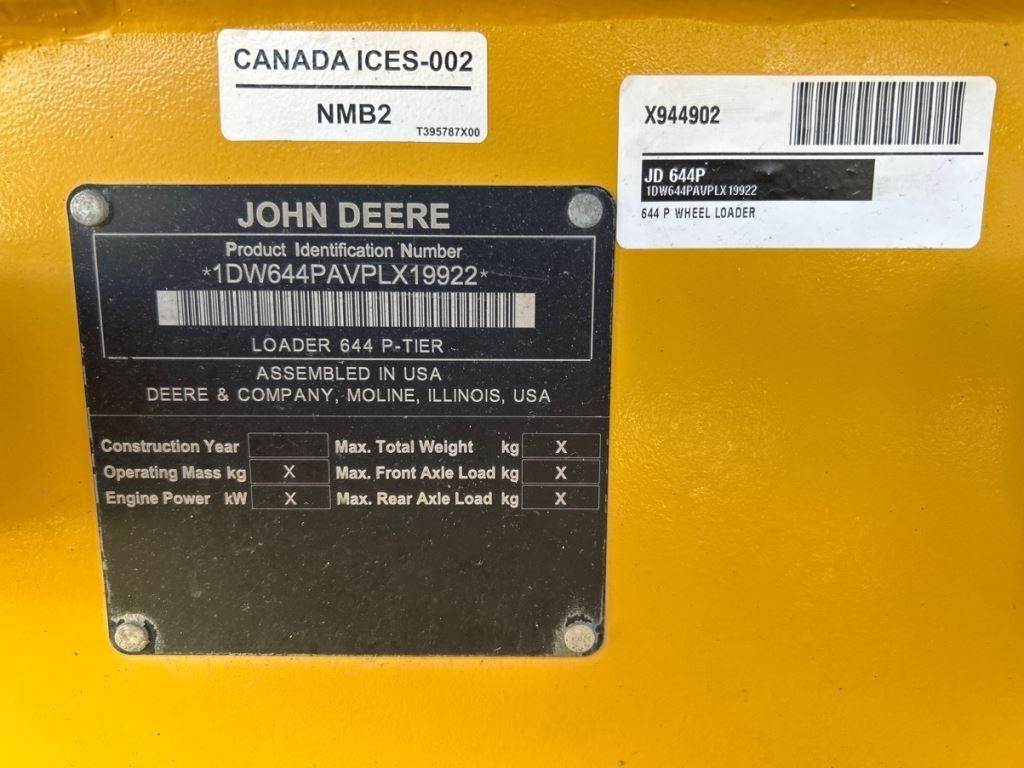 CANADA ICES-002
NMB2
T395787X00
X944902
JD 644P
1DW644PAVPLX19922
644 P WHEEL LOADER
JOHN DEERE
Product Identification Number
*1DW644PAVPLX19922*
LOADER 644 P-TIER
ASSEMBLED IN USA
DEERE & COMPANY, MOLINE, ILLINOIS, USA
Construction Year Max. Total Weight kg X
Operating Mass kg X Max. Front Axle Load kg X
Engine Power kW X Max. Rear Axle Load kg X